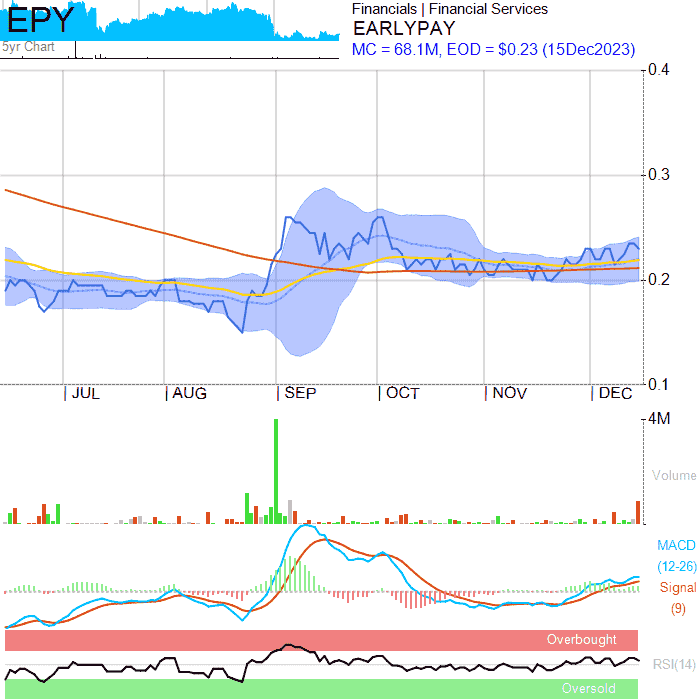 EPY
5yr Chart
Financials | Financial Services
EARLYPAY
MC = 68.1M, EOD = $0.23 (15Dec2023)
0.4
0.3
0.2
0.1
JUL AUG SEP OCT NOV DEC
4M
Volume
MACD
(12-26)
Signal
(9)
Overbought
RSI(14)
Oversold